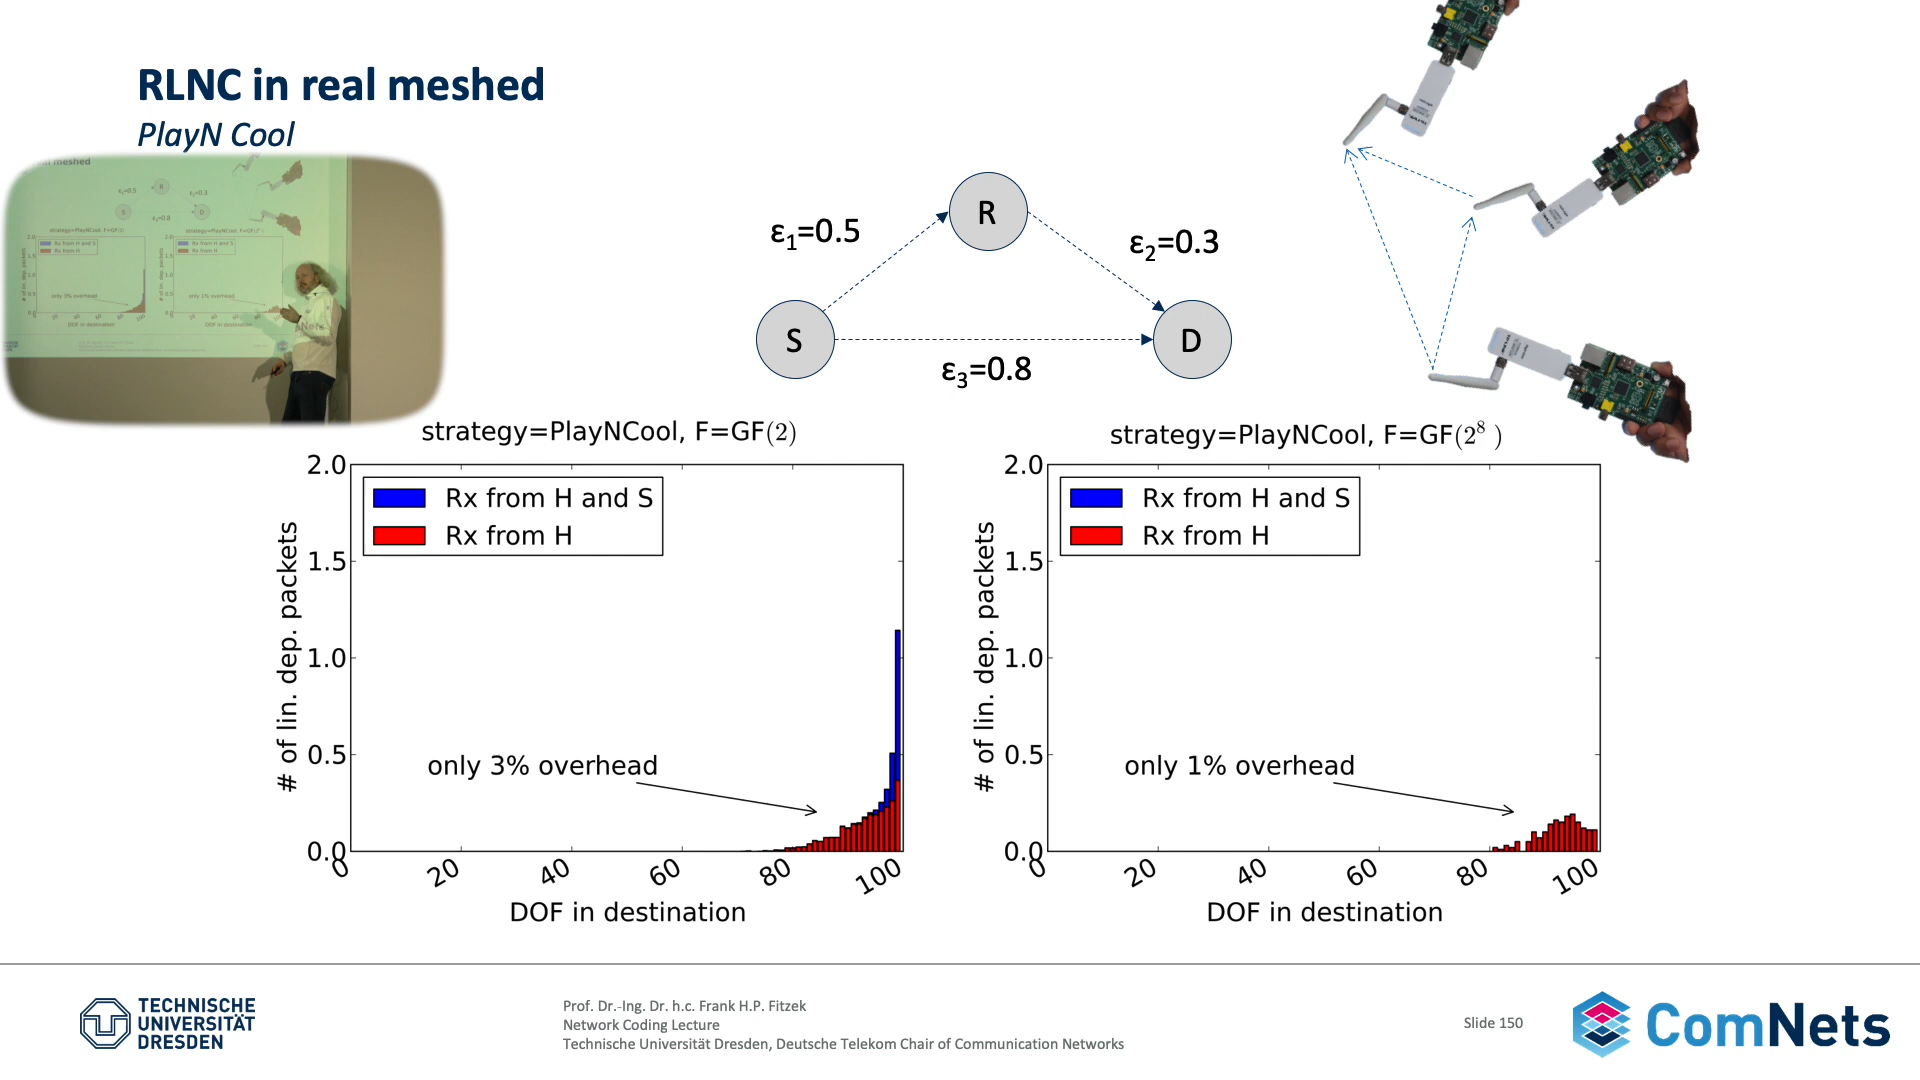 RLNC in real meshed
PlayN Cool
R
ε1=0.5
ε2=0.3
S
D
ε3=0.8
strategy=PlayNCool, F=GF(2)
2.0
1.5
1.0
0.5
0.0
# of lin. dep. packets
Rx from H and S
Rx from H
only 3% overhead
0 20 40 60 80 100
DOF in destination
strategy=PlayNCool, F=GF(2⁸ )
2.0
1.5
1.0
0.5
0.0
# of lin. dep. packets
Rx from H and S
Rx from H
only 1% overhead
0 20 40 60 80 100
DOF in destination
TECHNISCHE
UNIVERSITÄT
DRESDEN
Prof. Dr.-Ing. Dr. h.c. Frank H.P. Fitzek
Network Coding Lecture
Technische Universität Dresden, Deutsche Telekom Chair of Communication Networks
Slide 150
ComNets